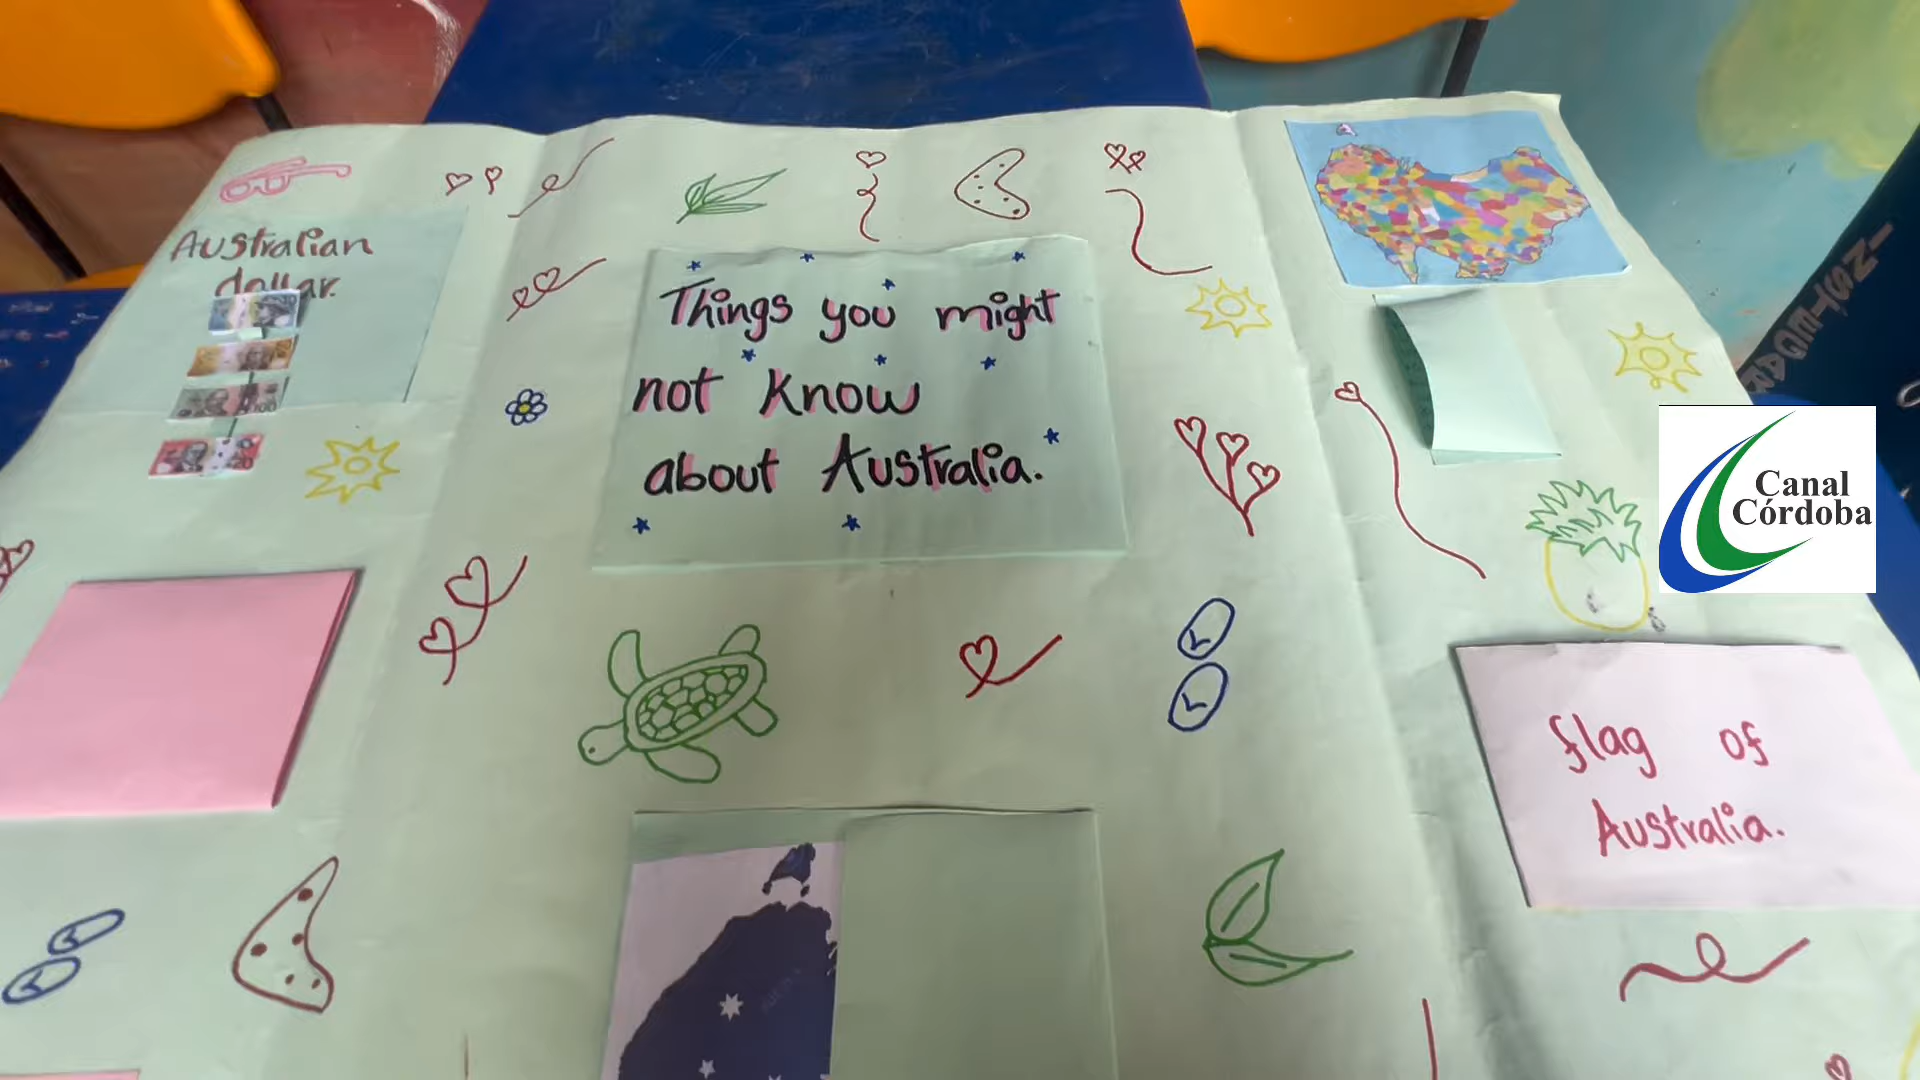 Australian
dollar.
Things you might
not know
about Australia.
flag of
Australia.
Canal
Córdoba